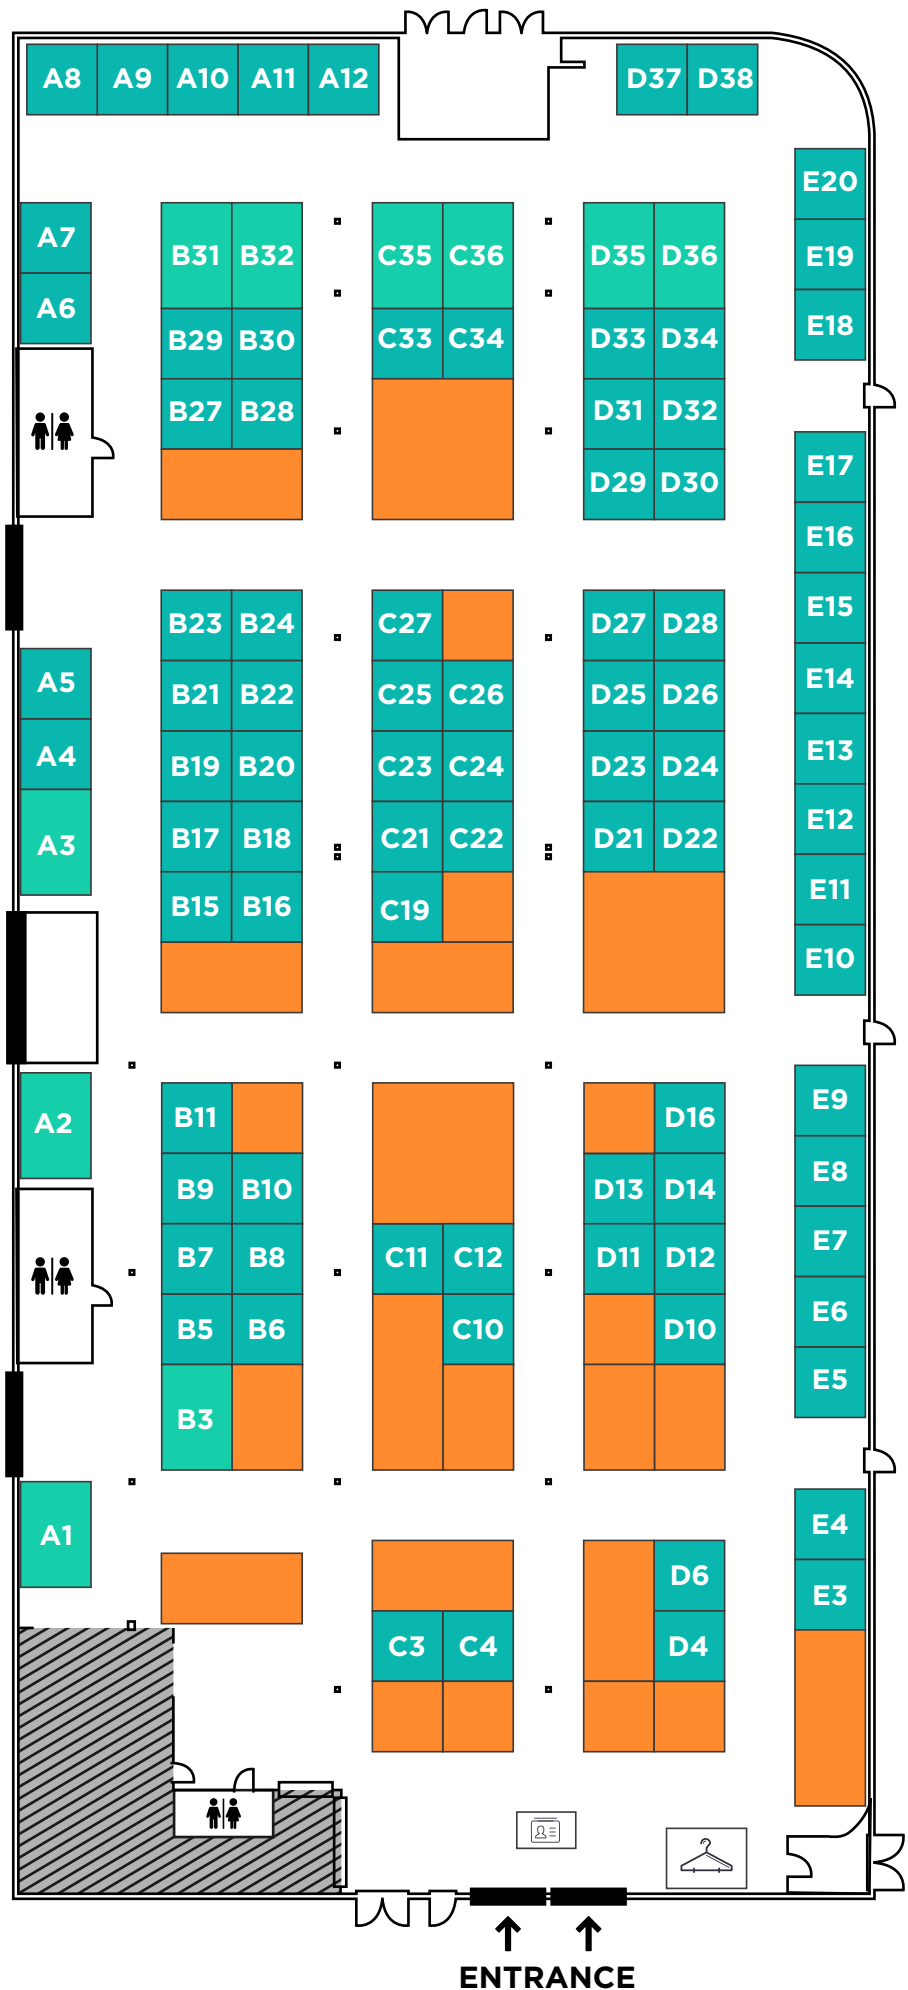 A8 A9 A10 A11 A12 D37 D38
E20
A7 B31 B32 C35 C36 D35 D36 E19
A6 B29 B30 C33 C34 D33 D34 E18
B27 B28 D31 D32
D29 D30 E17
E16
B23 B24 C27 D27 D28 E15
A5 B21 B22 C25 C26 D25 D26 E14
A4 B19 B20 C23 C24 D23 D24 E13
A3 B17 B18 C21 C22 D21 D22 E12
B15 B16 C19 E11
E10
A2 B11 D16 E9
B9 B10 D13 D14 E8
B7 B8 C11 C12 D11 D12 E7
B5 B6 C10 D10 E6
B3 E5
A1 E4
D6 E3
C3 C4 D4
ENTRANCE